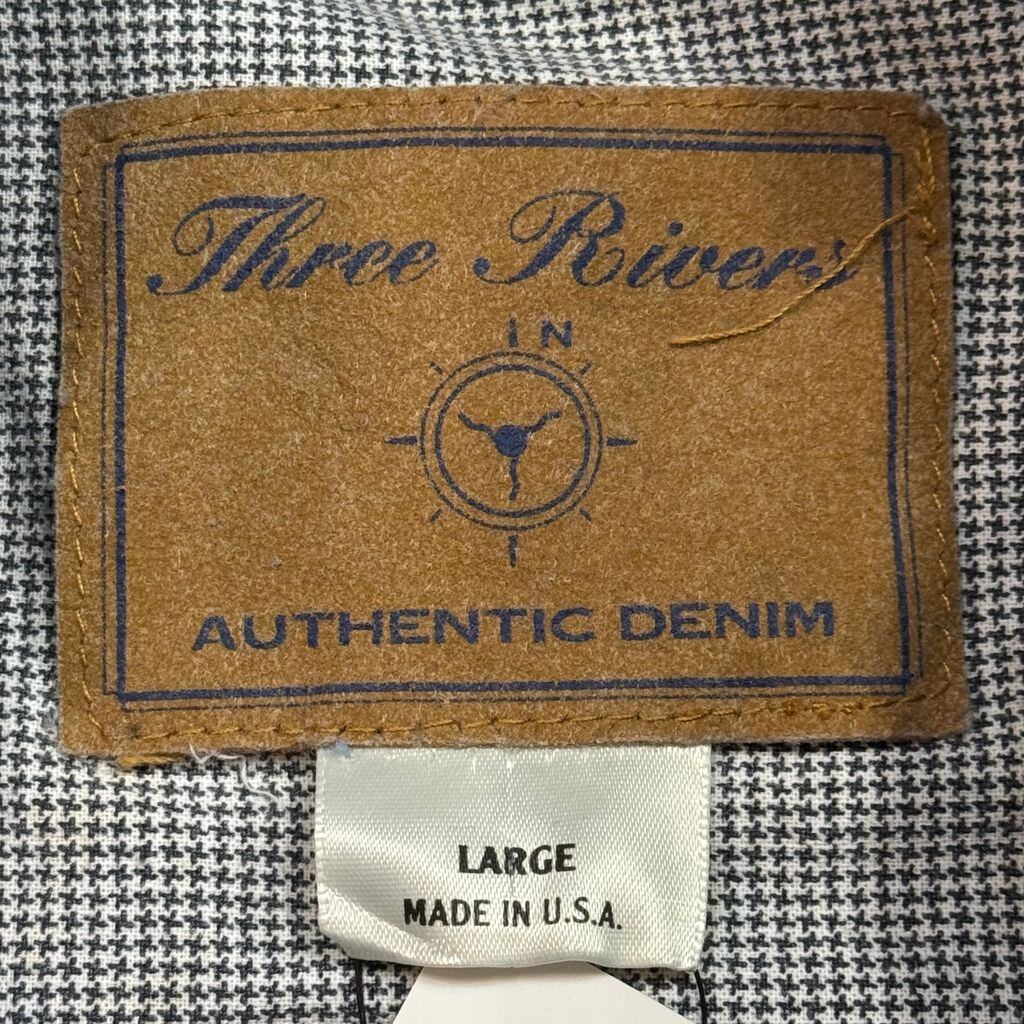 Three Rivers
IN
AUTHENTIC DENIM
LARGE
MADE IN U.S.A.